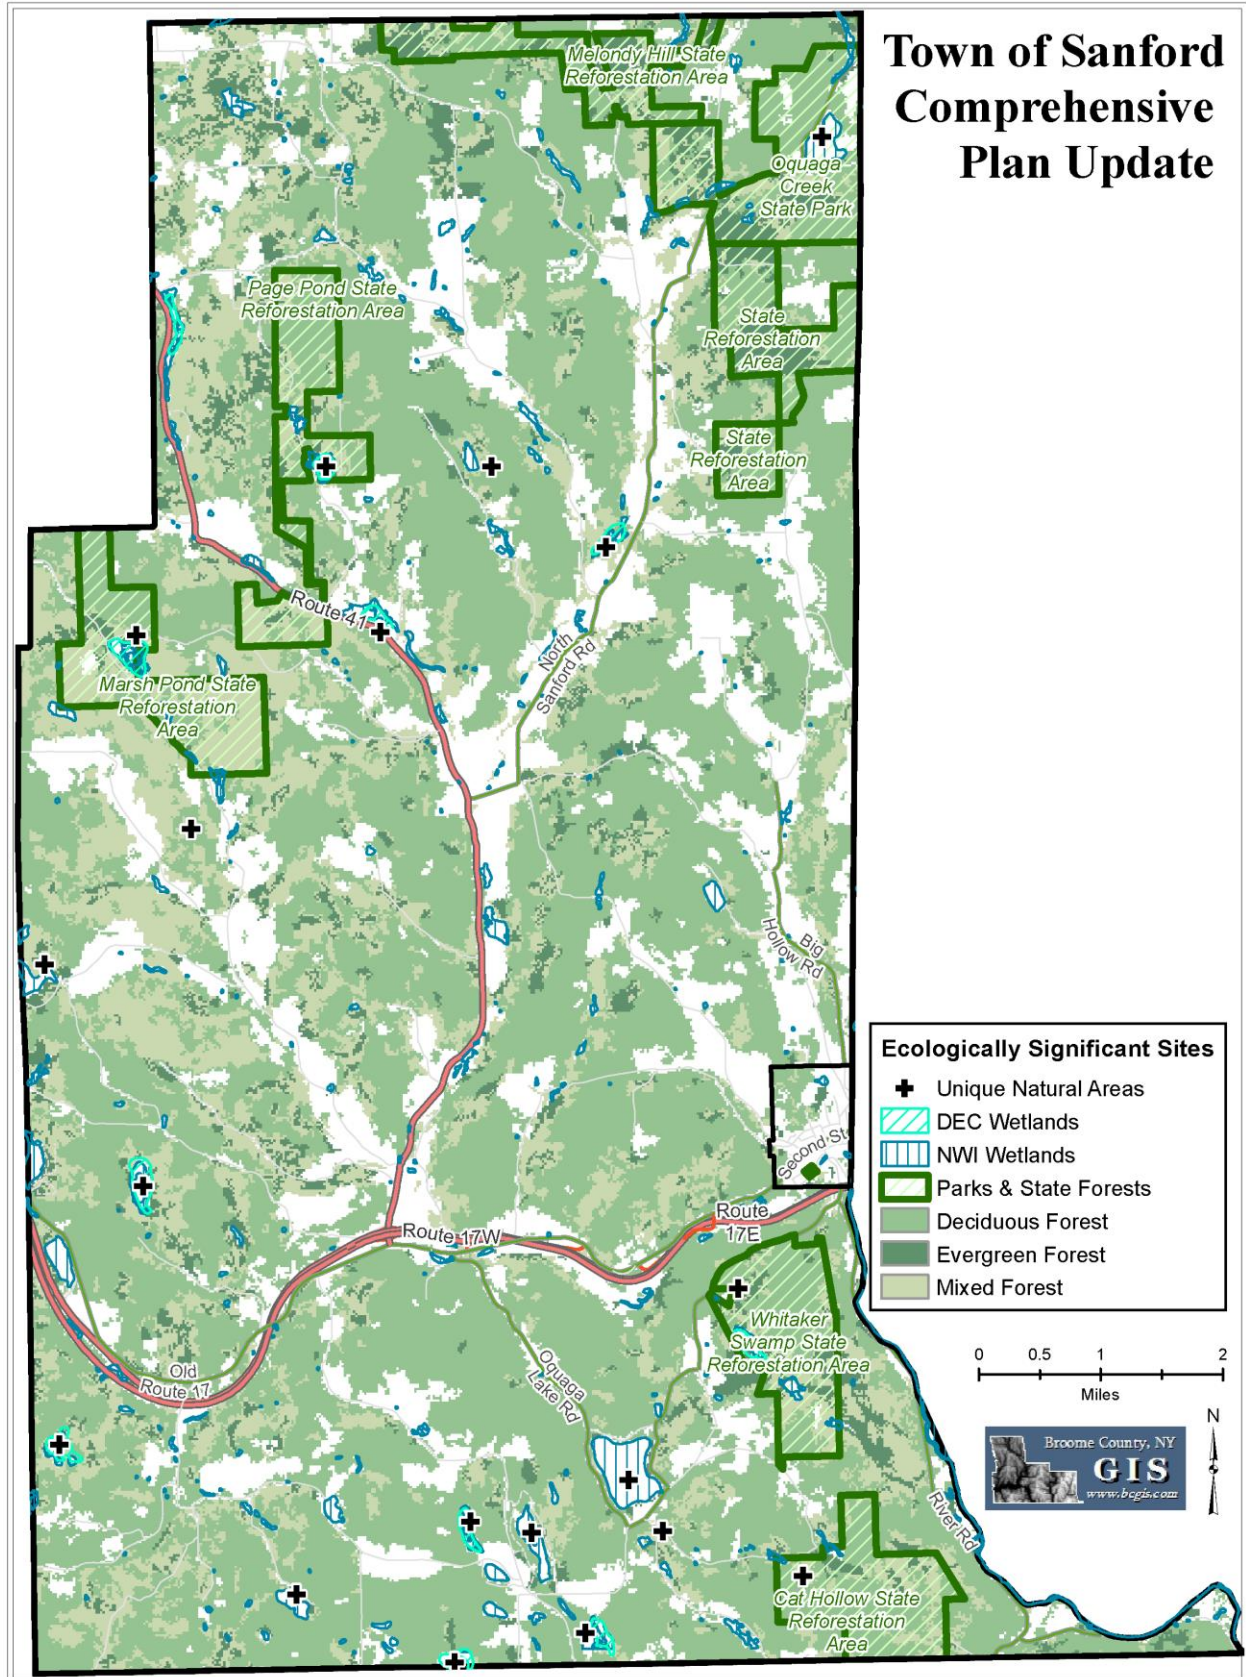 Town of Sanford
Comprehensive
Plan Update
Melondy Hill State
Reforestation Area
Oquaga
Creek
State Park
Page Pond State
Reforestation Area
State
Reforestation
Area
State
Reforestation
Area
Route 41
North
Sanford Rd
Marsh Pond State
Reforestation
Area
Big
Hollow Rd
Second St
Route 17W
Route
17E
Whitaker
Swamp State
Reforestation Area
Old
Route 17
Oquaga
Lake Rd
River Rd
Cat Hollow State
Reforestation
Area
Ecologically Significant Sites
Unique Natural Areas
DEC Wetlands
NWI Wetlands
Parks & State Forests
Deciduous Forest
Evergreen Forest
Mixed Forest
0 0.5 1 2
Miles
N
Broome County, NY
GIS
www.bcgis.com